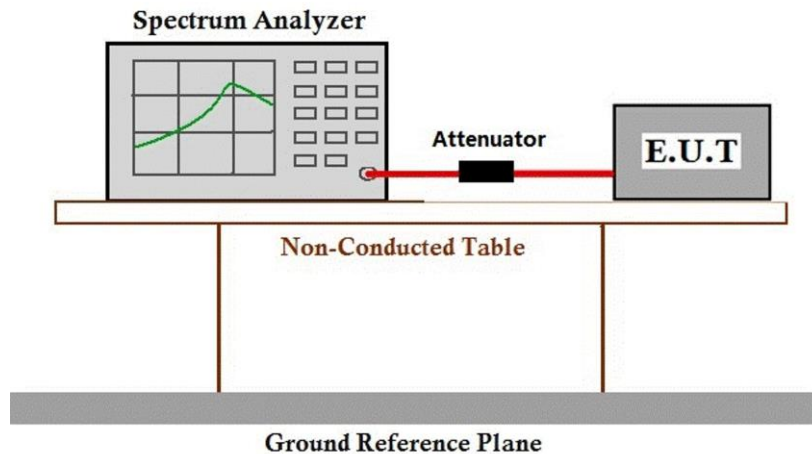 Spectrum Analyzer
Attenuator
E.U.T
Non-Conducted Table
Ground Reference Plane